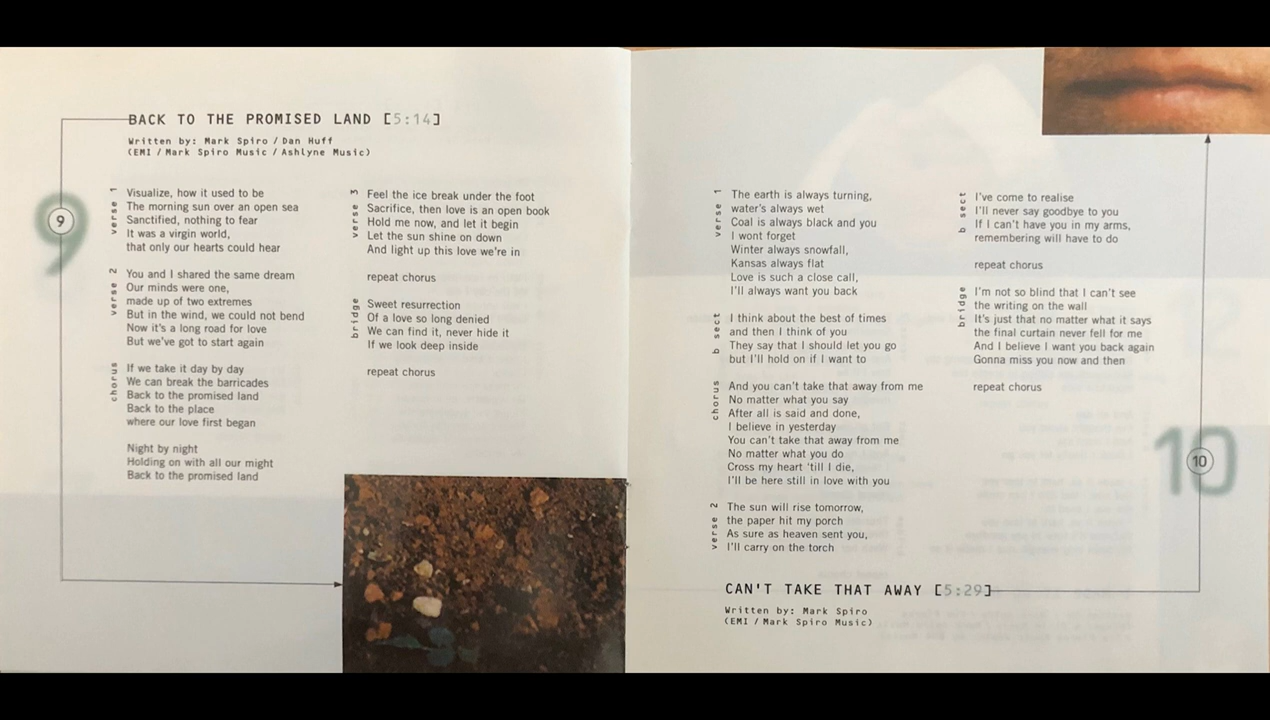 BACK TO THE PROMISED LAND [5:14]
Written by: Mark Spiro / Dan Huff
(EMI / Mark Spiro Music / Ashlyne Music)
9
verse 1
Visualize, how it used to be
The morning sun over an open sea
Sanctified, nothing to fear
It was a virgin world,
that only our hearts could hear
verse 2
You and I shared the same dream
Our minds were one,
made up of two extremes
But in the wind, we could not bend
Now it's a long road for love
But we've got to start again
chorus
If we take it day by day
We can break the barricades
Back to the promised land
Back to the place
where our love first began
Night by night
Holding on with all our might
Back to the promised land
verse 3
Feel the ice break under the foot
Sacrifice, then love is an open book
Hold me now, and let it begin
Let the sun shine on down
And light up this love we're in
repeat chorus
bridge
Sweet resurrection
Of a love so long denied
We can find it, never hide it
If we look deep inside
repeat chorus
verse 1
The earth is always turning,
water's always wet
Coal is always black and you
I wont forget
Winter always snowfall,
Kansas always flat
Love is such a close call,
I'll always want you back
b sect
I think about the best of times
and then I think of you
They say that I should let you go
but I'll hold on if I want to
chorus
And you can't take that away from me
No matter what you say
After all is said and done,
I believe in yesterday
You can't take that away from me
No matter what you do
Cross my heart 'till I die,
I'll be here still in love with you
verse 2
The sun will rise tomorrow,
the paper hit my porch
As sure as heaven sent you,
I'll carry on the torch
b sect
I've come to realise
I'll never say goodbye to you
If I can't have you in my arms,
remembering will have to do
repeat chorus
bridge
I'm not so blind that I can't see
the writing on the wall
It's just that no matter what it says
the final curtain never fell for me
And I believe I want you back again
Gonna miss you now and then
repeat chorus
10
CAN'T TAKE THAT AWAY [5:29]
Written by: Mark Spiro
(EMI / Mark Spiro Music)